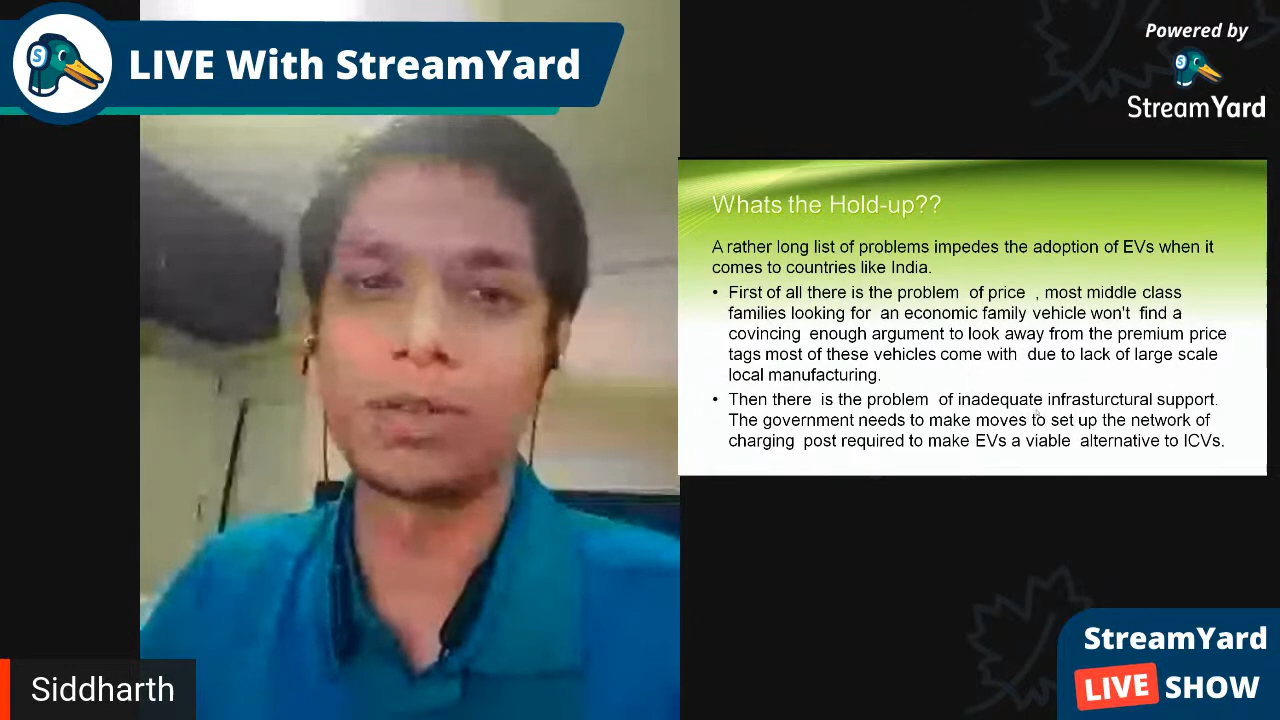 S
LIVE With StreamYard
Powered by
S
StreamYard
Whats the Hold-up??
A rather long list of problems impedes the adoption of EVs when it
comes to countries like India.
• First of all there is the problem of price , most middle class
families looking for an economic family vehicle won't find a
covincing enough argument to look away from the premium price
tags most of these vehicles come with due to lack of large scale
local manufacturing.
• Then there is the problem of inadequate infrasturctural support.
The government needs to make moves to set up the network of
charging post required to make EVs a viable alternative to ICVs.
Siddharth
StreamYard
LIVE SHOW